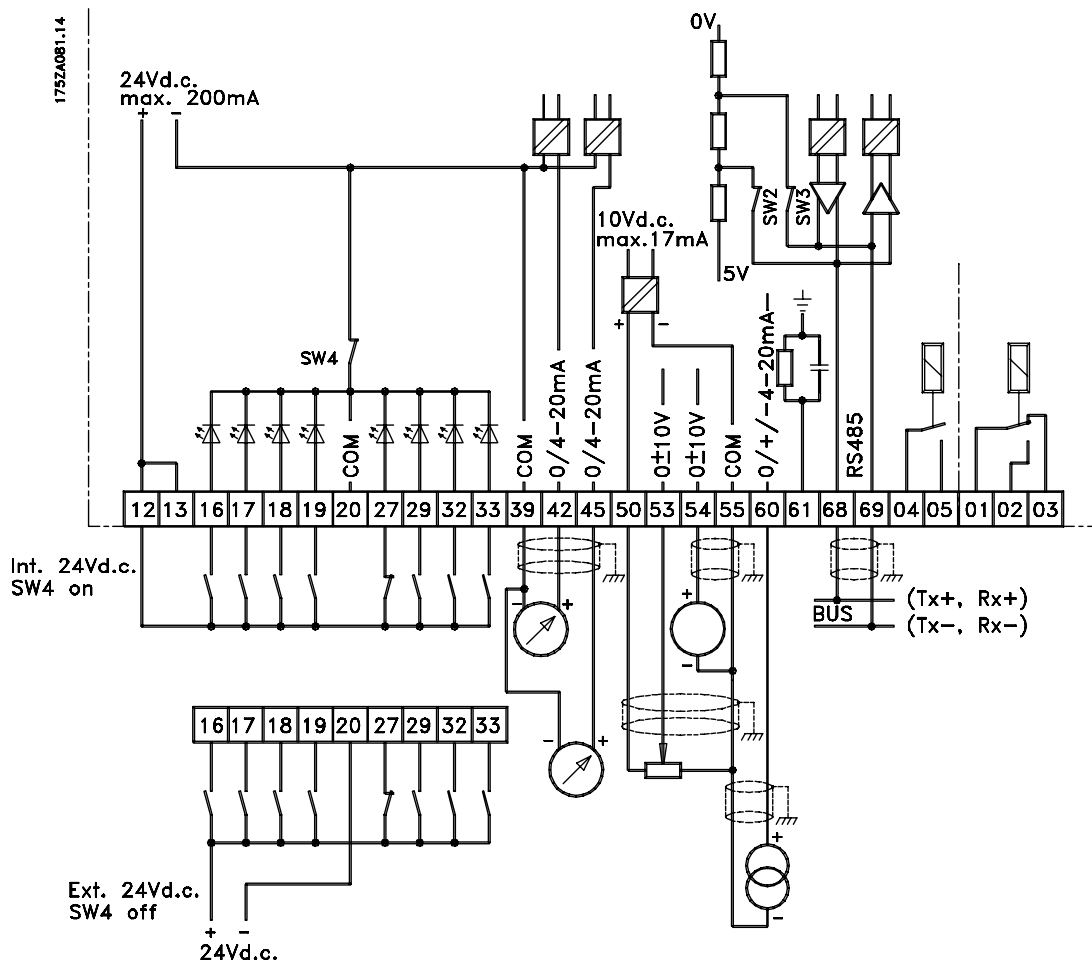 175ZA081.14
24Vd.c.
max. 200mA
+ -
0V
SW2
SW3
10Vd.c.
max.17mA
5V
+ -
SW4
COM
COM
0/4-20mA
0/4-20mA
0±10V
0±10V
COM
0/+/-4-20mA-
RS485
12 13 16 17 18 19 20 27 29 32 33 39 42 45 50 53 54 55 60 61 68 69 04 05 01 02 03
Int. 24Vd.c.
SW4 on
- +
+
-
BUS
(Tx+, Rx+)
(Tx-, Rx-)
16 17 18 19 20 27 29 32 33
- +
+
-
Ext. 24Vd.c.
SW4 off
+ -
24Vd.c.